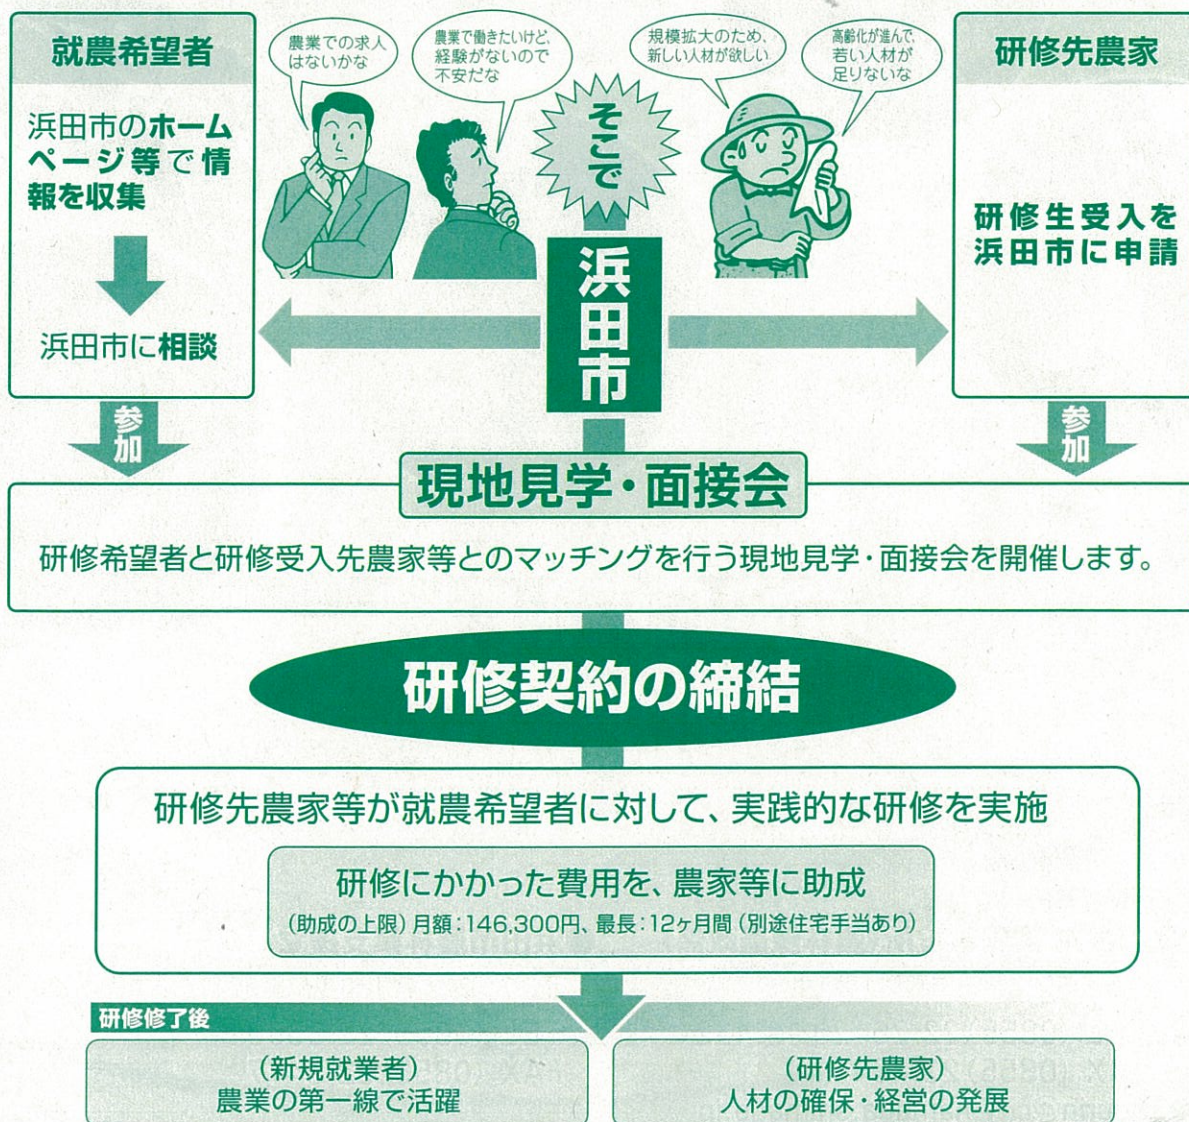 就農希望者
浜田市のホーム
ページ等で情
報を収集
浜田市に相談
農業での求人
はないかな
農業で働きたいけど、
経験がないので
不安だな
そこで
規模拡大のため、
新しい人材が欲しい
高齢化が進んで、
若い人材が
足りないな
研修先農家
研修生受入を
浜田市に申請
浜田市
参加
参加
現地見学・面接会
研修希望者と研修受入先農家等とのマッチングを行う現地見学・面接会を開催します。
研修契約の締結
研修先農家等が就農希望者に対して、実践的な研修を実施
研修にかかった費用を、農家等に助成
(助成の上限)月額:146,300円、最長:12ヶ月間(別途住宅手当あり)
研修修了後
(新規就業者)
農業の第一線で活躍
(研修先農家)
人材の確保・経営の発展